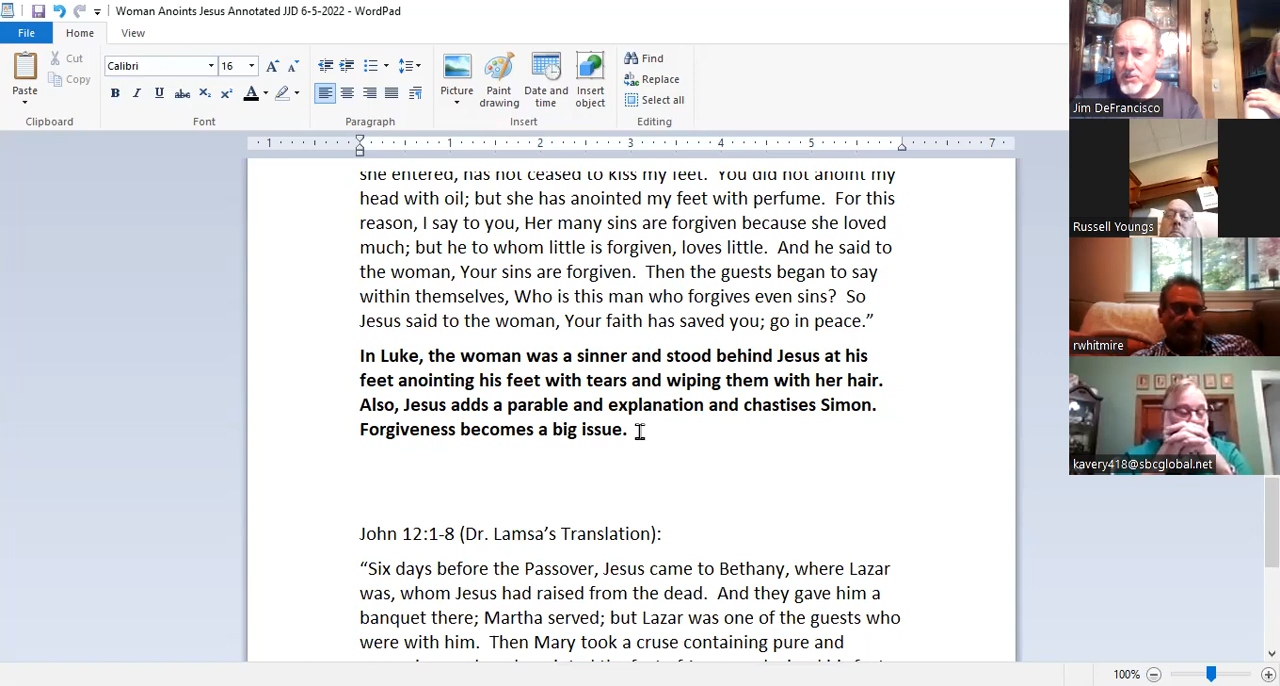 Woman Anoints Jesus Annotated JJD 6-5-2022 - WordPad
File
Home
View
Paste
Cut
Copy
Clipboard
Calibri
16
B I U abc X₂ X²
Font
Paragraph
Picture
Paint drawing
Date and time
Insert object
Insert
Find
Replace
Select all
Editing
1 1 2 3 4 5 7
she entered, has not ceased to kiss my feet. You did not anoint my
head with oil; but she has anointed my feet with perfume. For this
reason, I say to you, Her many sins are forgiven because she loved
much; but he to whom little is forgiven, loves little. And he said to
the woman, Your sins are forgiven. Then the guests began to say
within themselves, Who is this man who forgives even sins? So
Jesus said to the woman, Your faith has saved you; go in peace.”
In Luke, the woman was a sinner and stood behind Jesus at his
feet anointing his feet with tears and wiping them with her hair.
Also, Jesus adds a parable and explanation and chastises Simon.
Forgiveness becomes a big issue.
John 12:1-8 (Dr. Lamsa’s Translation):
“Six days before the Passover, Jesus came to Bethany, where Lazar
was, whom Jesus had raised from the dead. And they gave him a
banquet there; Martha served; but Lazar was one of the guests who
were with him. Then Mary took a cruse containing pure and
100%
Jim DeFrancisco
Russell Youngs
rwhitmire
kavery418@sbcglobal.net